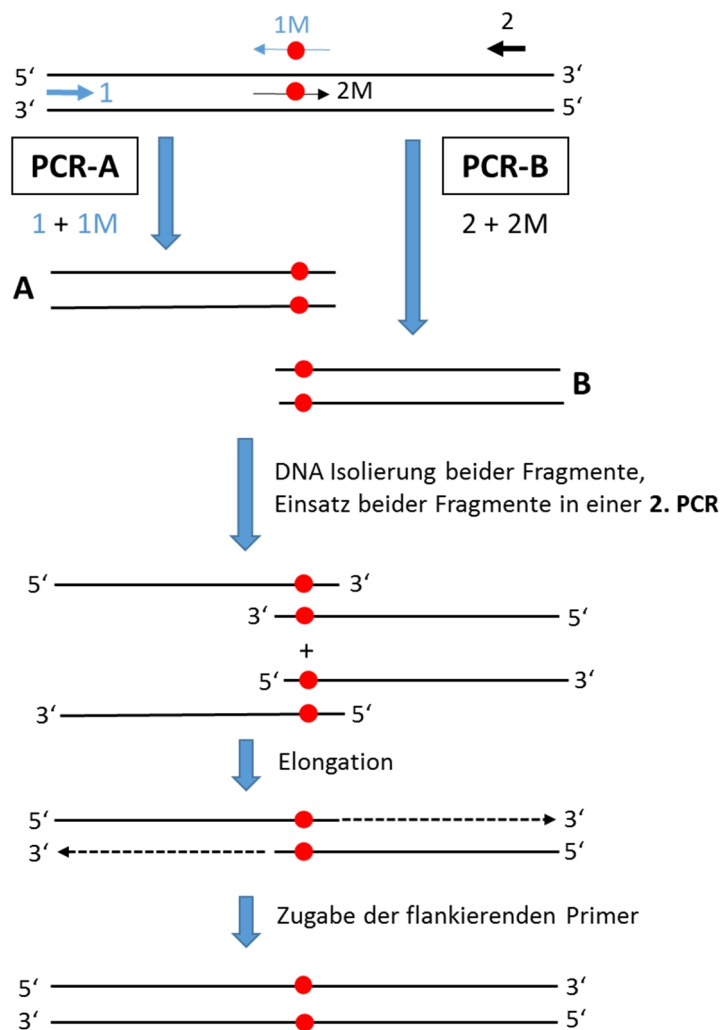 1M
2
5‘ 3‘
1 2M
3‘ 5‘
PCR-A PCR-B
1 + 1M 2 + 2M
A
B
DNA Isolierung beider Fragmente,
Einsatz beider Fragmente in einer 2. PCR
5‘ 3‘
3‘ 5‘
+
5‘ 3‘
3‘ 5‘
Elongation
5‘ 3‘
3‘ 5‘
Zugabe der flankierenden Primer
5‘ 3‘
3‘ 5‘